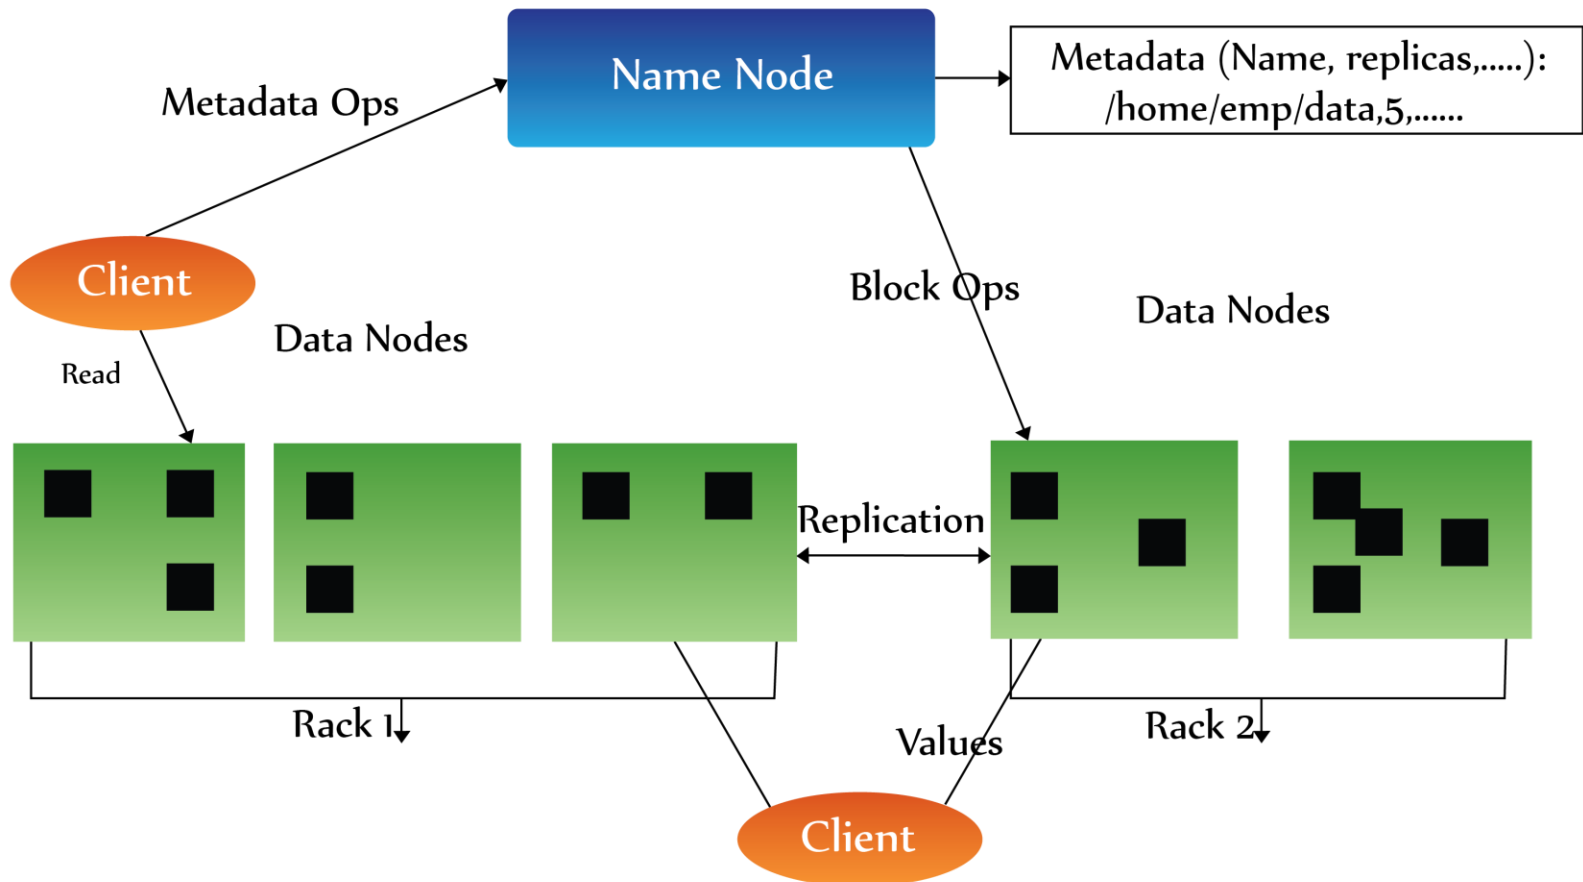 Name Node
Metadata (Name, replicas,.....):
/home/emp/data,5,......
Metadata Ops
Client
Block Ops
Data Nodes
Data Nodes
Read
Replication
Rack 1
Rack 2
Values
Client